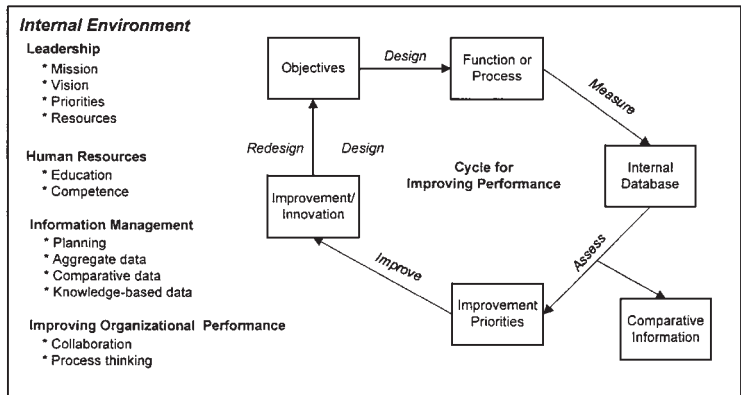 Internal Environment
Leadership
* Mission
* Vision
* Priorities
* Resources
Human Resources
* Education
* Competence
Information Management
* Planning
* Aggregate data
* Comparative data
* Knowledge-based data
Improving Organizational Performance
* Collaboration
* Process thinking
Objectives
Design
Function or
Process
Measure
Internal
Database
Assess
Comparative
Information
Improvement
Priorities
Improve
Improvement/
Innovation
Redesign
Design
Cycle for
Improving Performance